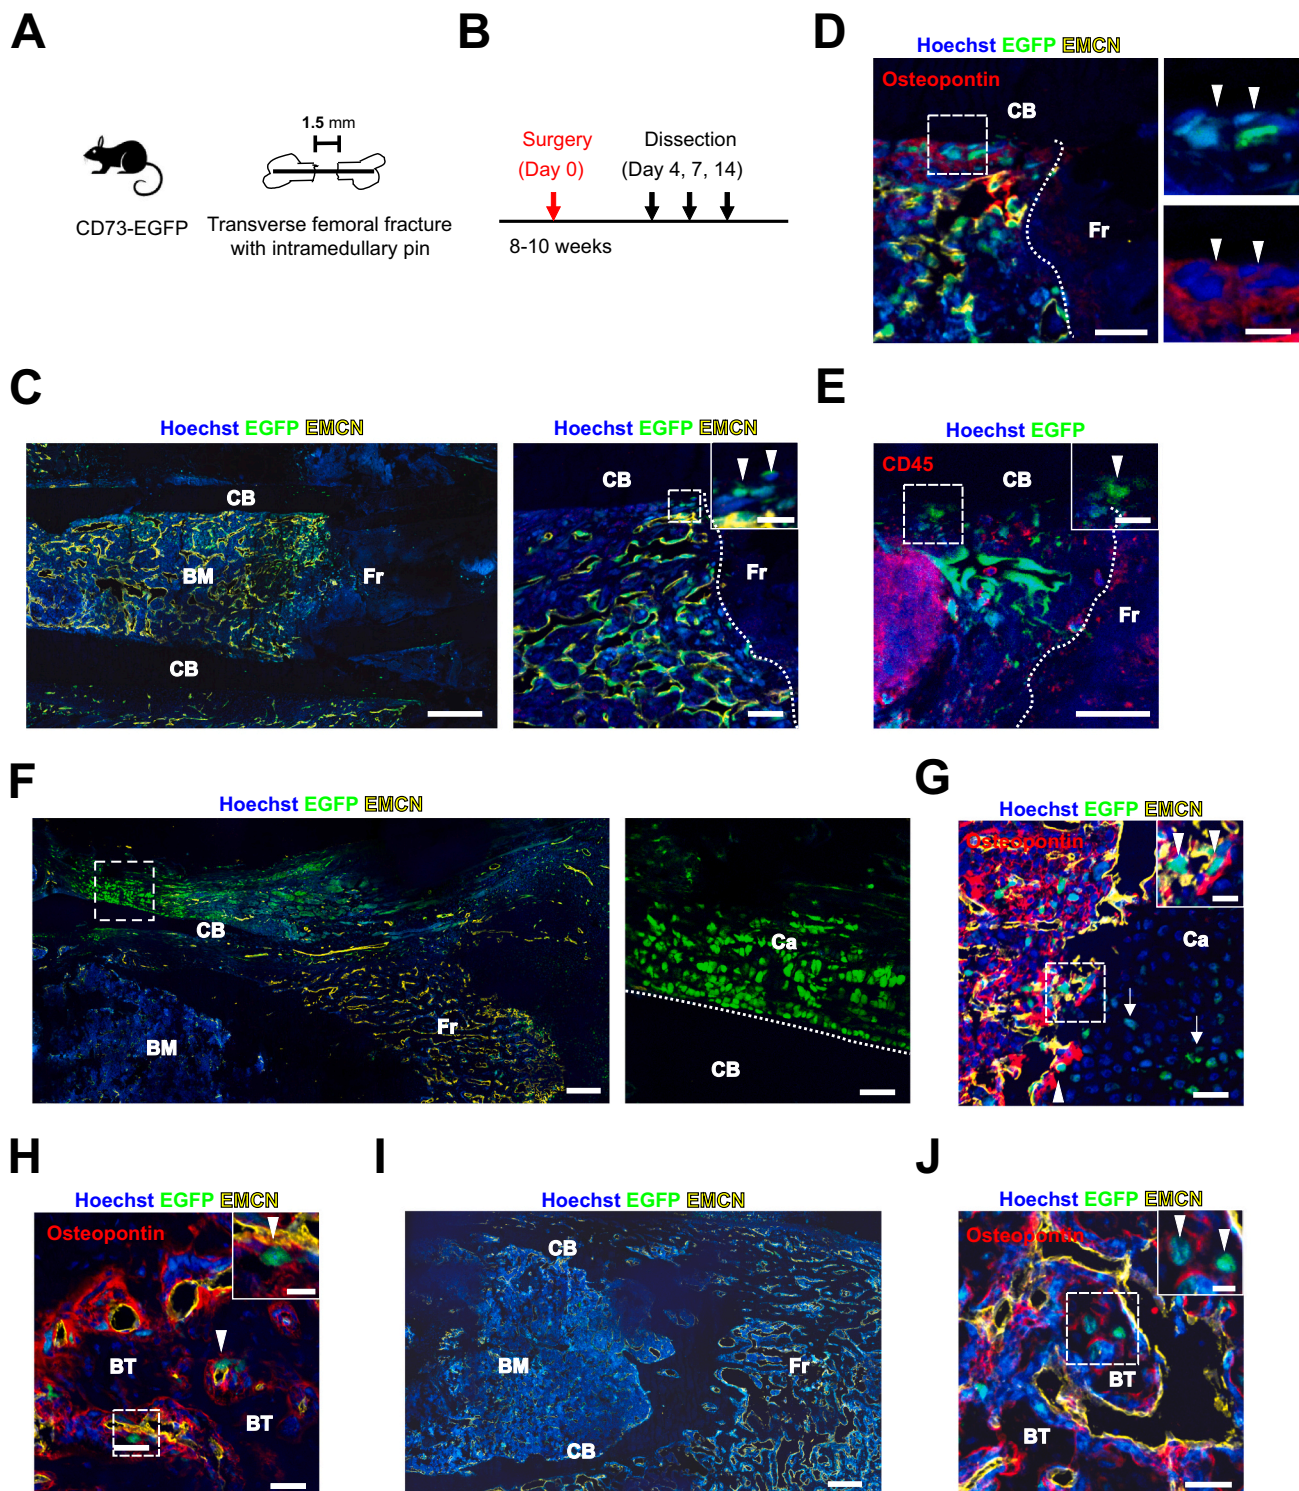 A
1.5 mm
CD73-EGFP
Transverse femoral fracture
with intramedullary pin
B
Surgery
(Day 0)
Dissection
(Day 4, 7, 14)
8-10 weeks
D
Hoechst EGFP EMCN
Osteopontin
CB
Fr
C
Hoechst EGFP EMCN
CB
BM
Fr
CB
Hoechst EGFP EMCN
CB
Fr
E
Hoechst EGFP
CD45
CB
Fr
F
Hoechst EGFP EMCN
CB
BM
Fr
Ca
CB
G
Hoechst EGFP EMCN
Osteopontin
Ca
H
Hoechst EGFP EMCN
Osteopontin
BT
BT
I
Hoechst EGFP EMCN
CB
BM
Fr
CB
J
Hoechst EGFP EMCN
Osteopontin
BT
BT